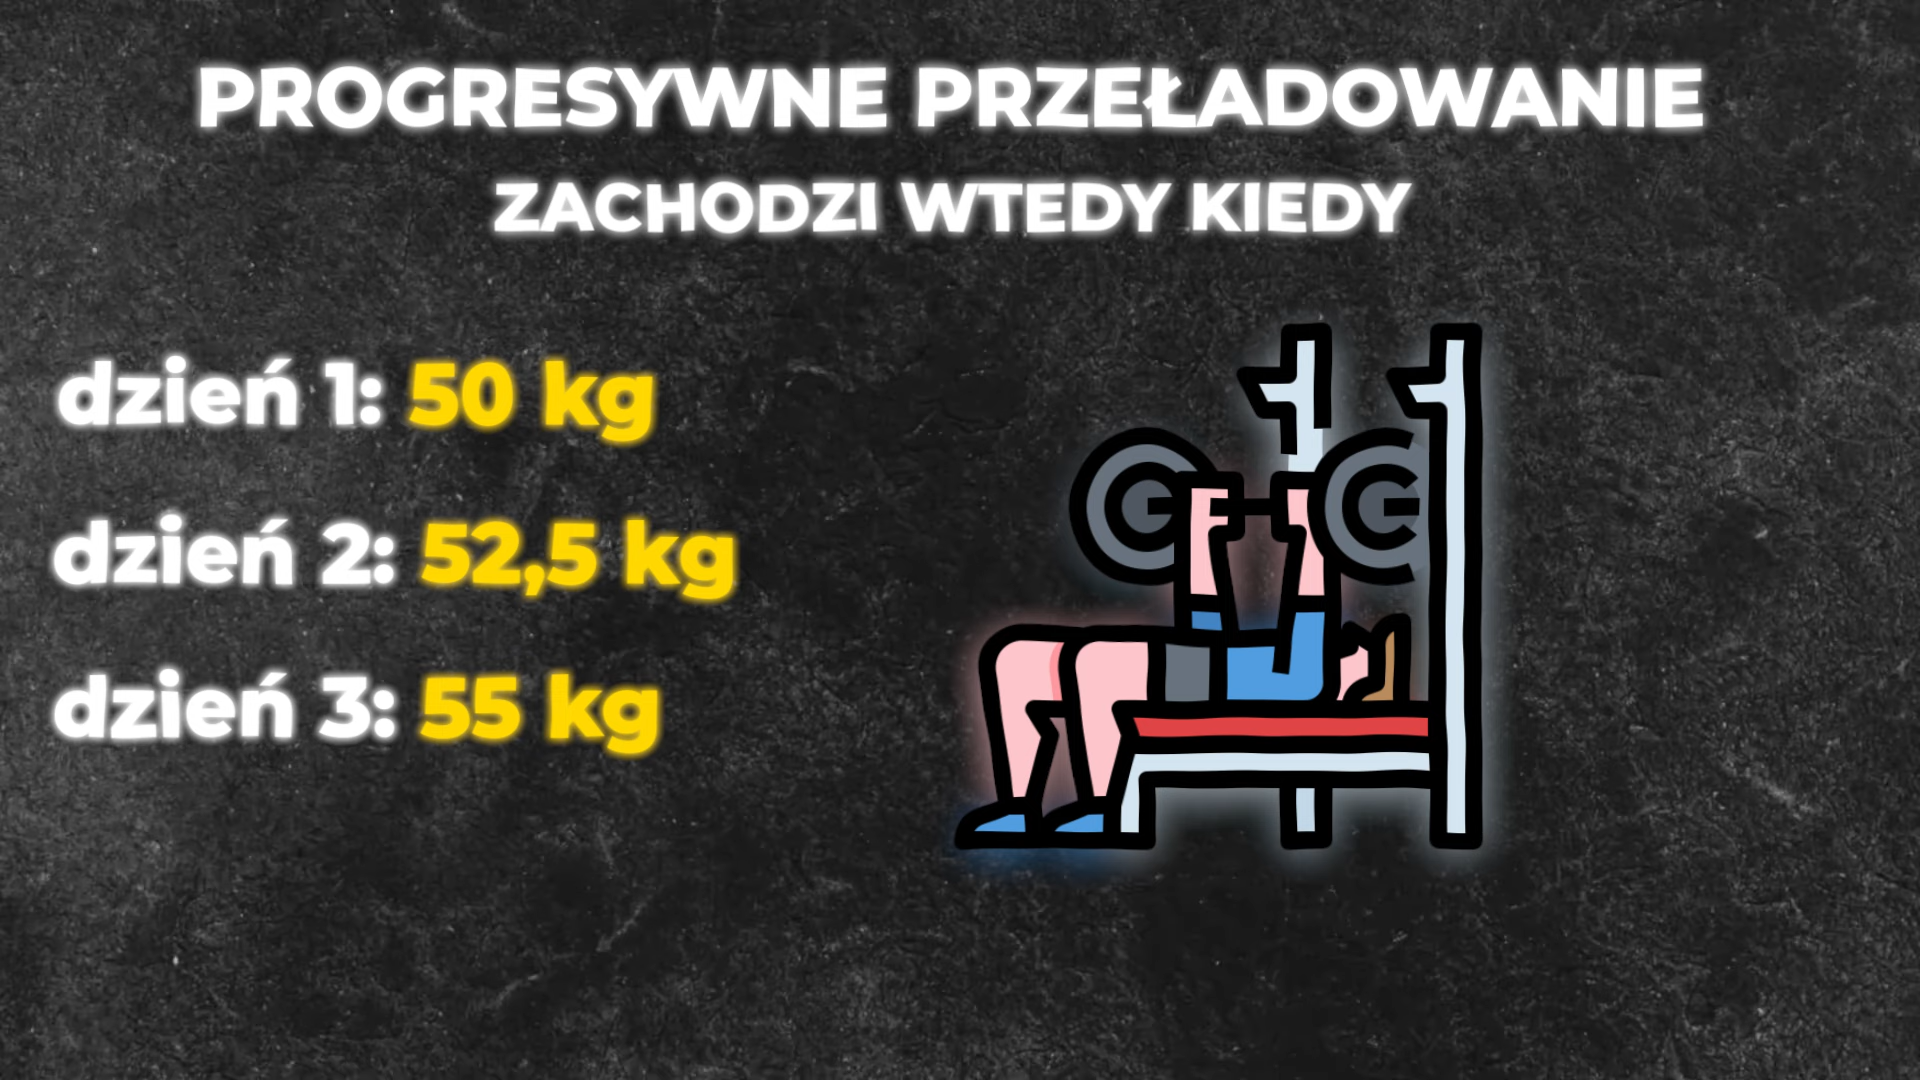 PROGRESYWNE PRZEŁADOWANIE
ZACHODZI WTEDY KIEDY
dzień 1: 50 kg
dzień 2: 52,5 kg
dzień 3: 55 kg